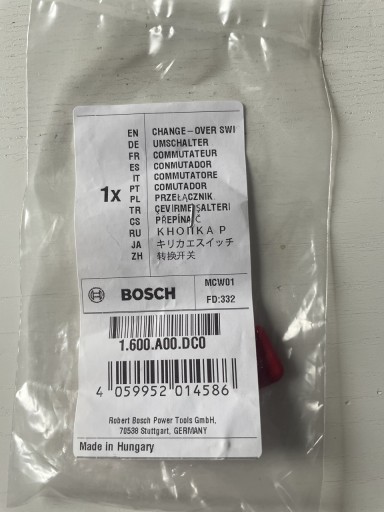 EN CHANGE-OVER SWI
DE UMSCHALTER
FR COMMUTATEUR
ES CONMUTADOR
IT COMMUTATORE
1x PT COMUTADOR
PL PRZEŁĄCZNIK
TR ÇEVİRME ŞALTERİ
CS PŘEPÍNAČ
RU КНОПКА Р
JA キリカエスイッチ
ZH 转换开关
BOSCH
MCW01
FD:332
1.600.A00.DC0
4 059952 014586
Robert Bosch Power Tools GmbH,
70538 Stuttgart, GERMANY
Made in Hungary